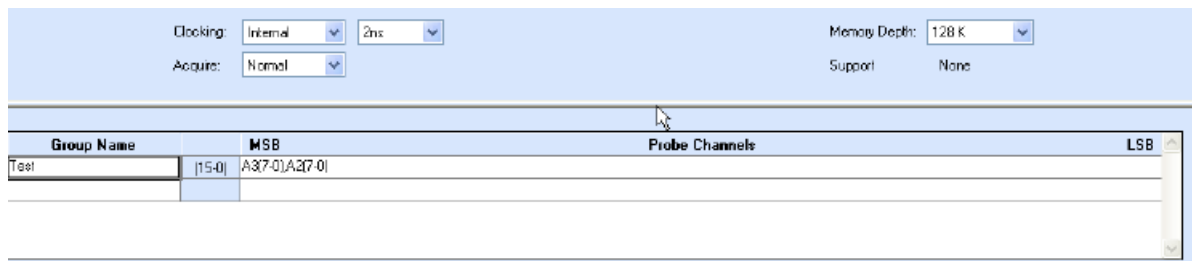 Clocking: Internal 2ns Memory Depth: 128 K
Acquire: Normal Support None
Group Name MSB Probe Channels LSB
Test [15-0] A3(7-0),A2(7-0)